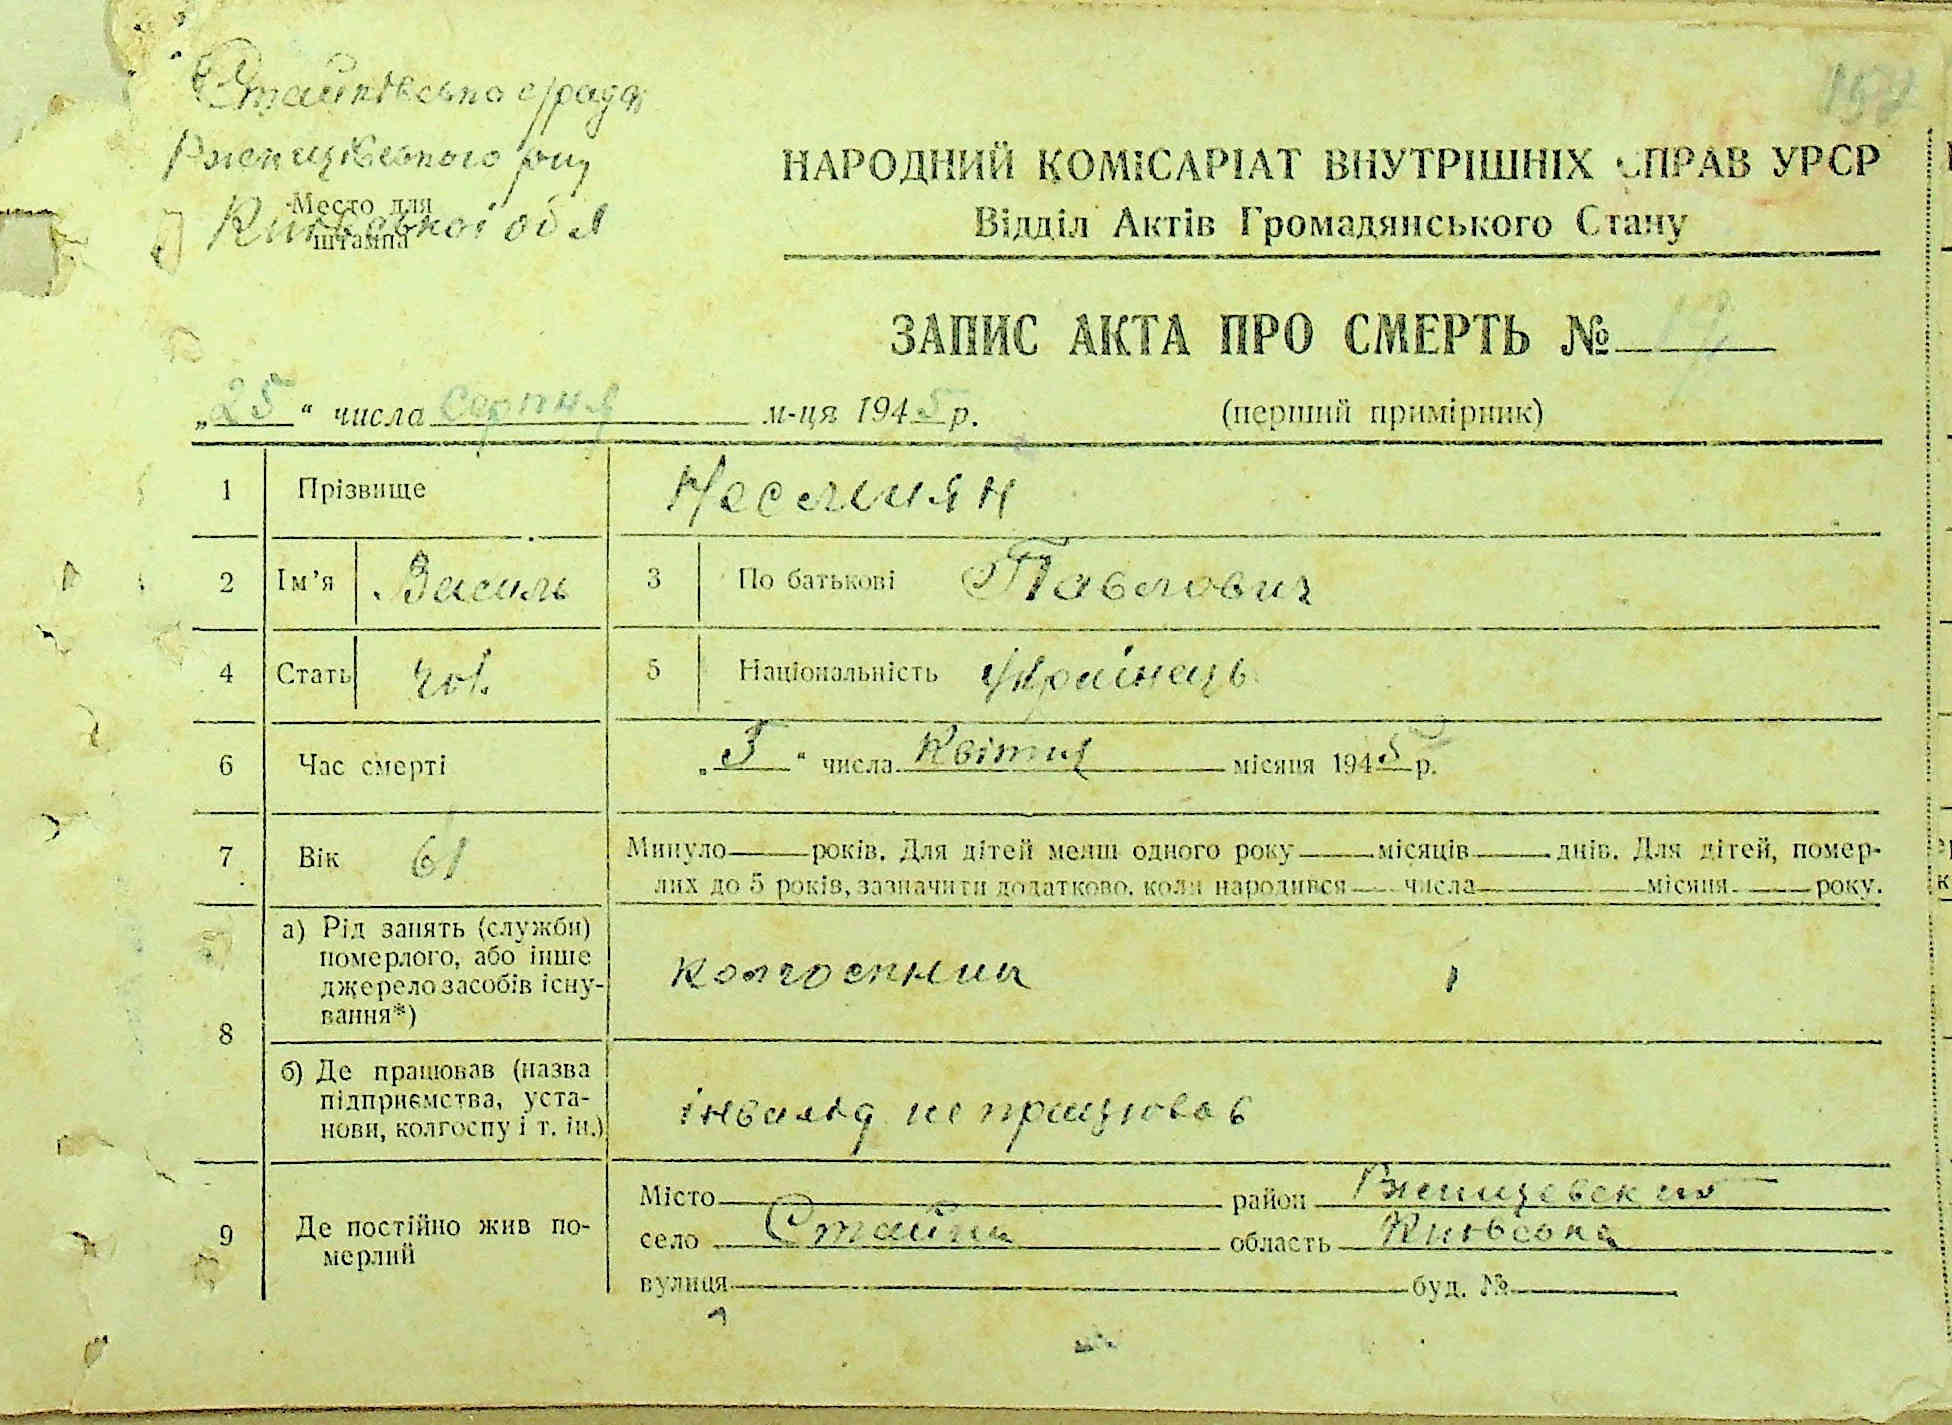 Стайківська с/рада
Ржищівського р-ну
Київської обл
Место для
штампа
157
НАРОДНИЙ КОМІСАРІАТ ВНУТРІШНІХ СПРАВ УРСР
Відділ Актів Громадянського Стану
ЗАПИС АКТА ПРО СМЕРТЬ №
„25“ числа серпня м-ця 1945 р.
(перший примірник)
1 Прізвище
2 Ім’я Василь 3 По батькові Павлович
4 Стать чол. 5 Національність Українець
6 Час смерті „5“ числа Квітня місяця 1945 р.
7 Вік 61 Минуло років. Для дітей менш одного року місяців днів. Для дітей, помер-
лих до 5 років, зазначити додатково, коли народився числа місяця року.
8 а) Рід занять (служби)
померлого, або інше
джерело засобів існу-
вання*)
колгоспник
б) Де працював (назва
підприємства, уста-
нови, колгоспу і т. ін.)
інвалід не працював
9 Де постійно жив по-
мерлий
Місто район Ржищевский
село Стайки область Київська
вулиця буд. №